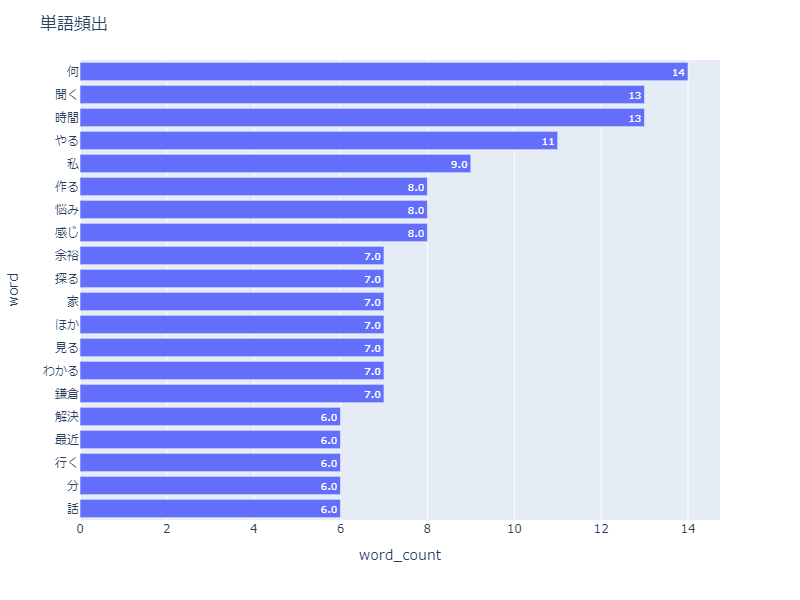 単語頻出
何 14
聞く 13
時間 13
やる 11
私 9.0
作る 8.0
悩み 8.0
感じ 8.0
余裕 7.0
探る 7.0
家 7.0
ほか 7.0
見る 7.0
わかる 7.0
鎌倉 7.0
解決 6.0
最近 6.0
行く 6.0
分 6.0
話 6.0
word
0 2 4 6 8 10 12 14
word_count